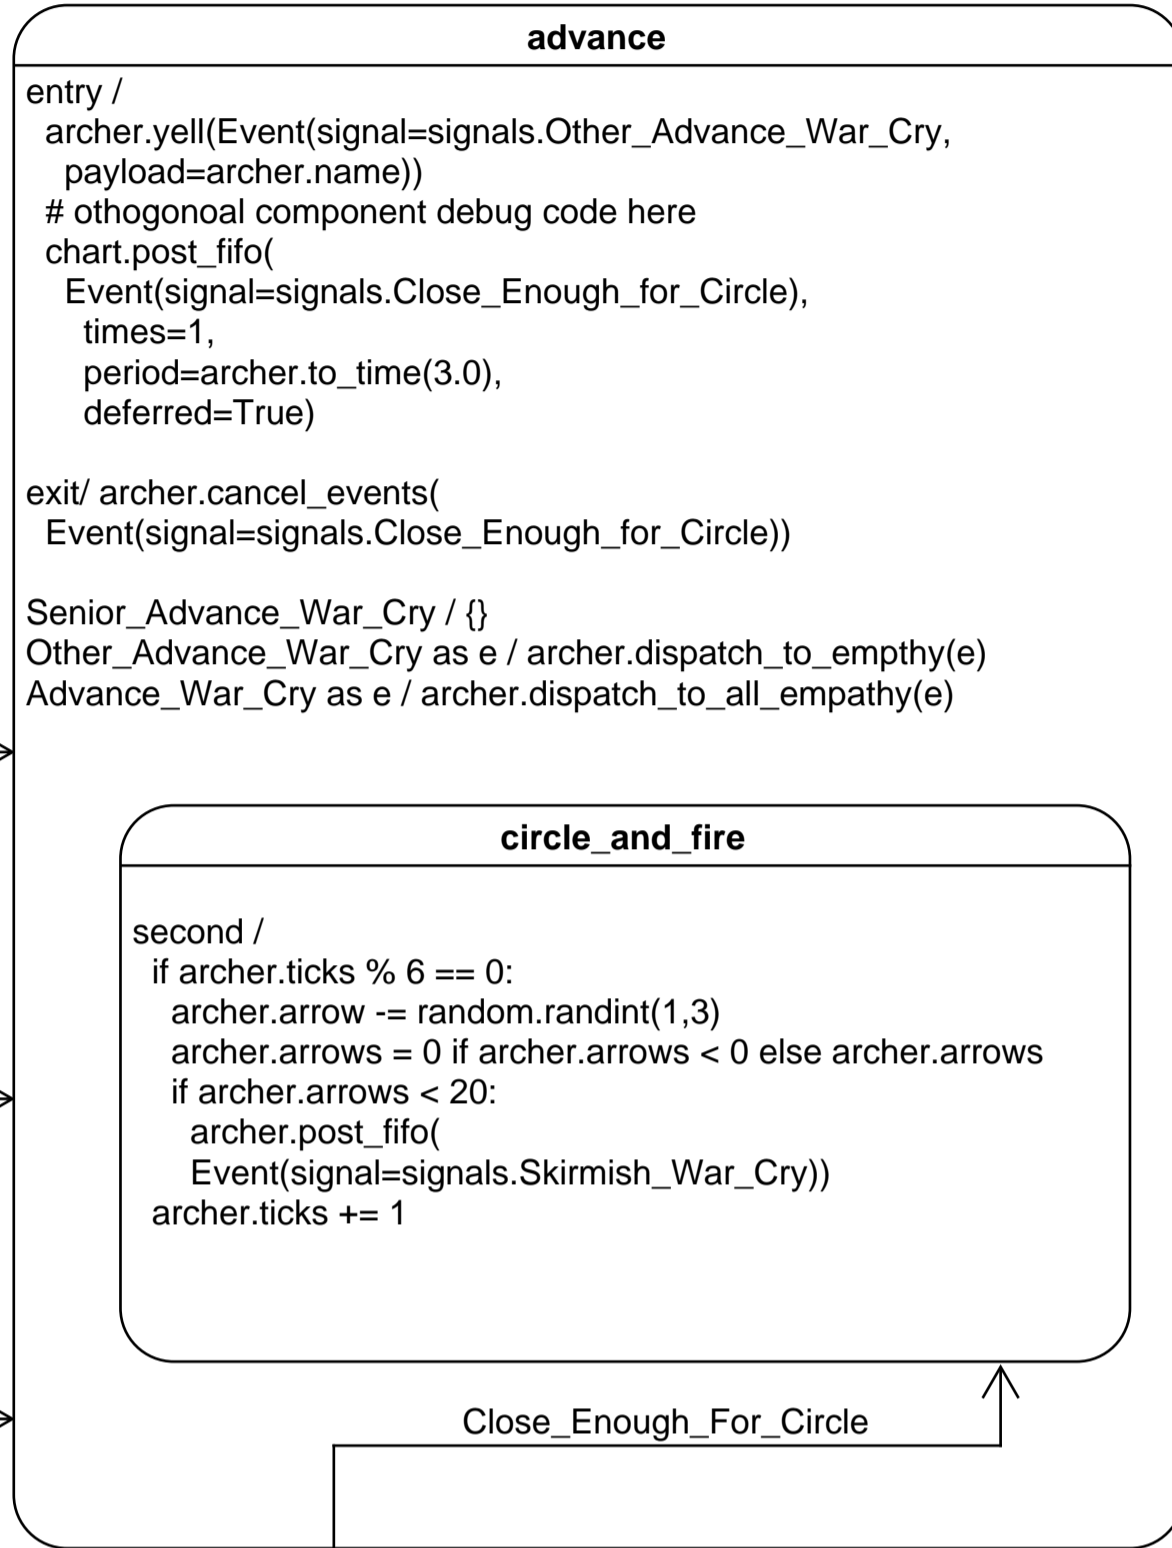 advance
entry /
archer.yell(Event(signal=signals.Other_Advance_War_Cry,
payload=archer.name))
# othogonoal component debug code here
chart.post_fifo(
Event(signal=signals.Close_Enough_for_Circle),
times=1,
period=archer.to_time(3.0),
deferred=True)
exit/ archer.cancel_events(
Event(signal=signals.Close_Enough_for_Circle))
Senior_Advance_War_Cry / {}
Other_Advance_War_Cry as e / archer.dispatch_to_empthy(e)
Advance_War_Cry as e / archer.dispatch_to_all_empathy(e)
circle_and_fire
second /
if archer.ticks % 6 == 0:
archer.arrow -= random.randint(1,3)
archer.arrows = 0 if archer.arrows < 0 else archer.arrows
if archer.arrows < 20:
archer.post_fifo(
Event(signal=signals.Skirmish_War_Cry))
archer.ticks += 1
Close_Enough_For_Circle